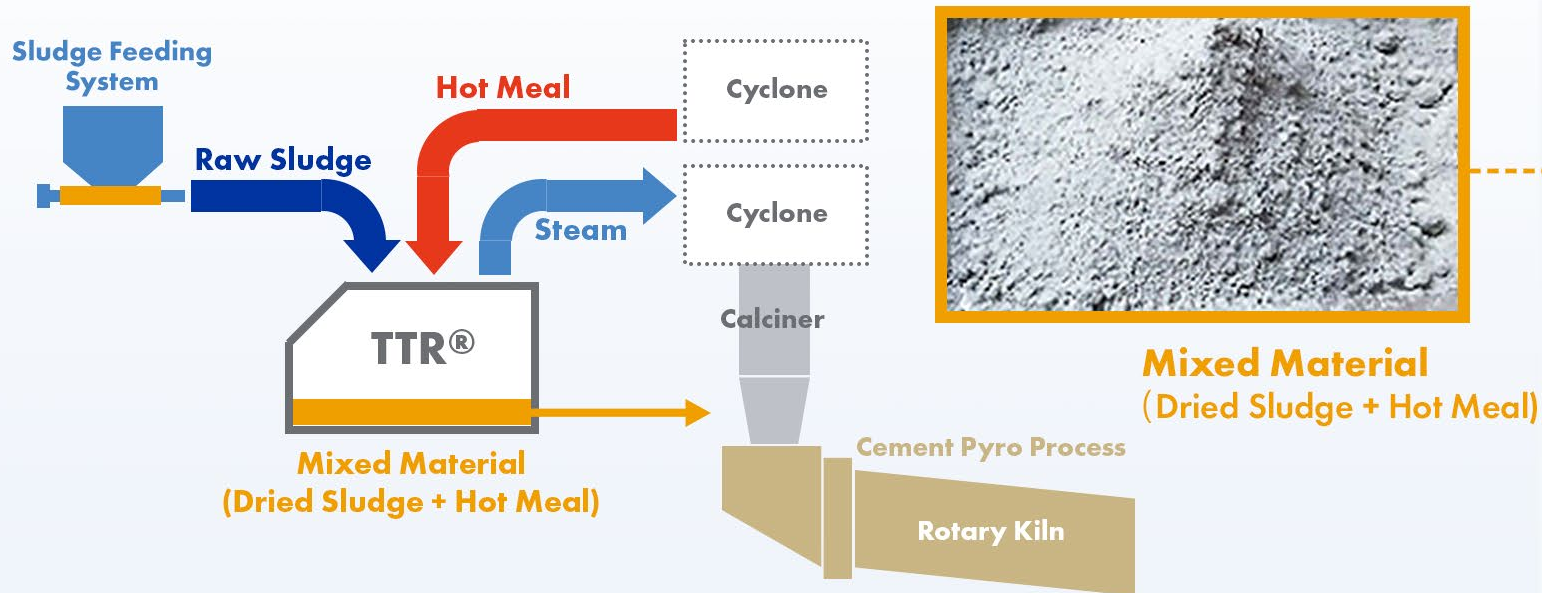 Sludge Feeding
System
Hot Meal
Cyclone
Raw Sludge
Cyclone
Steam
Calciner
TTR®
Mixed Material
(Dried Sludge + Hot Meal)
Cement Pyro Process
Mixed Material
(Dried Sludge + Hot Meal)
Rotary Kiln